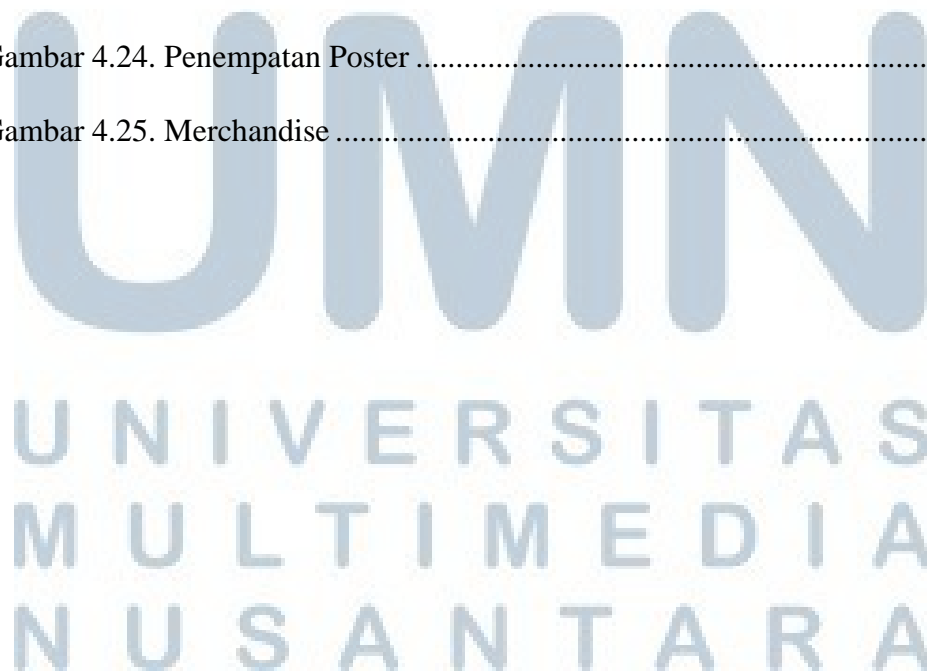 Gambar 4.24. Penempatan Poster ................................................................
Gambar 4.25. Merchandise ..........................................................................
UMN
UNIVERSITAS
MULTIMEDIA
NUSANTARA